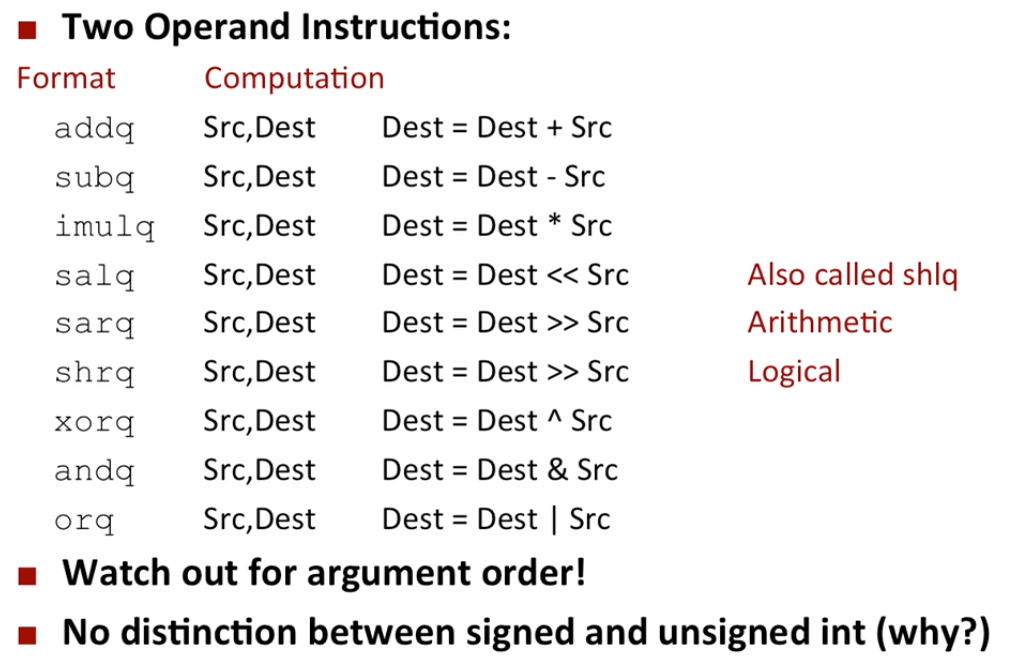 Two Operand Instructions:
Format Computation
addq Src,Dest Dest = Dest + Src
subq Src,Dest Dest = Dest - Src
imulq Src,Dest Dest = Dest * Src
salq Src,Dest Dest = Dest << Src Also called shlq
sarq Src,Dest Dest = Dest >> Src Arithmetic
shrq Src,Dest Dest = Dest >> Src Logical
xorq Src,Dest Dest = Dest ^ Src
andq Src,Dest Dest = Dest & Src
orq Src,Dest Dest = Dest | Src
Watch out for argument order!
No distinction between signed and unsigned int (why?)